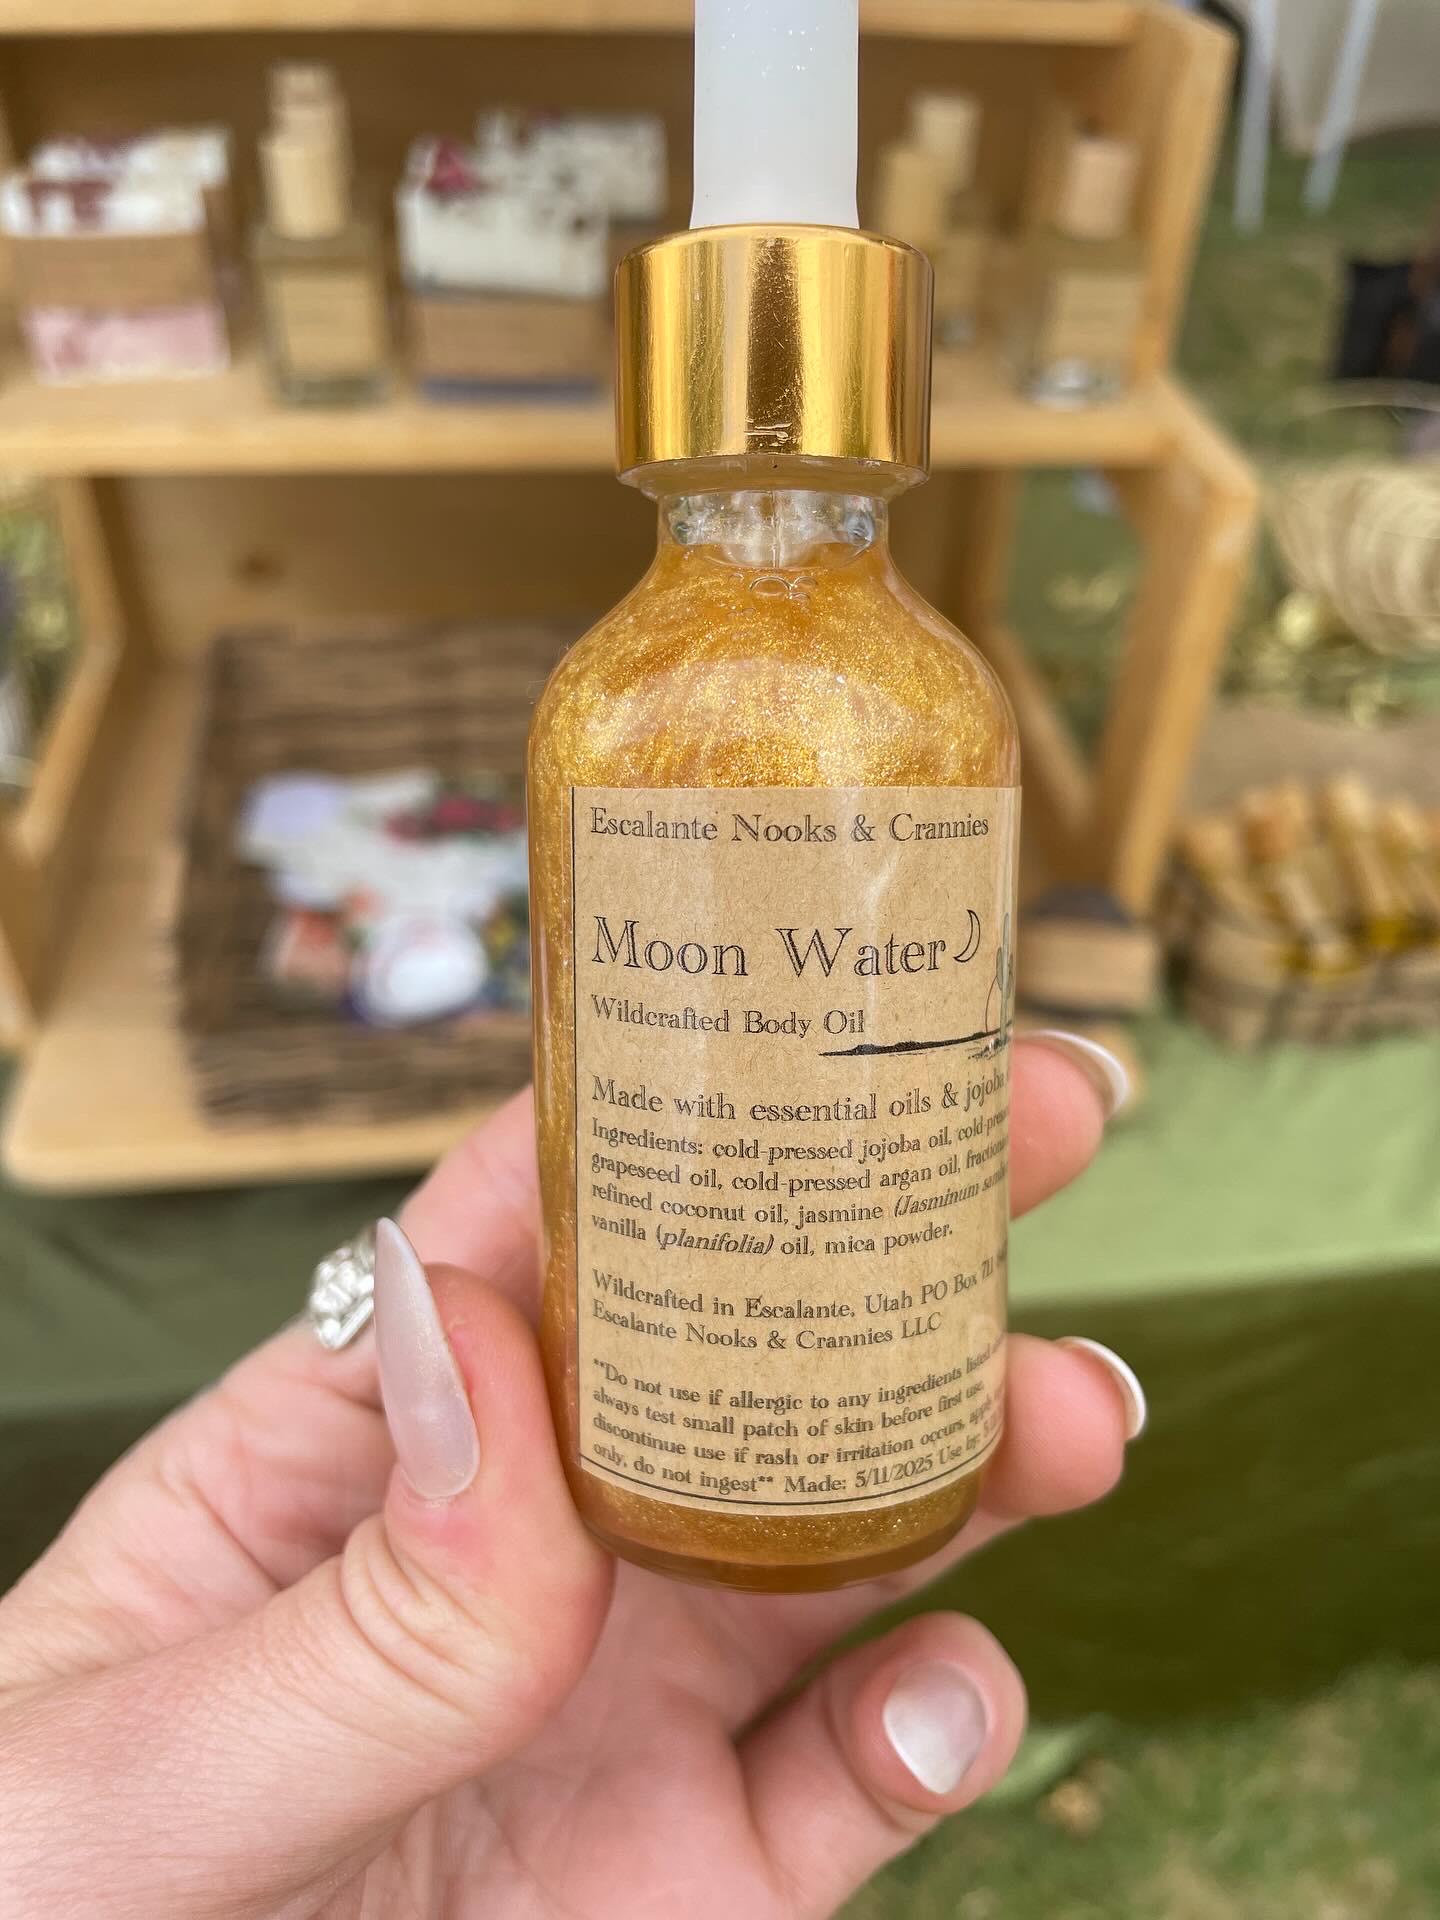 Escalante Nooks & Crannies
Moon Water
Wildcrafted Body Oil
Made with essential oils & jojoba
Ingredients: cold-pressed jojoba oil,
grapeseed oil, cold-pressed argan oil,
refined coconut oil, jasmine (Jasminum
vanilla (planifolia) oil, mica powder.
Wildcrafted in Escalante, Utah PO Box 711
Escalante Nooks & Crannies LLC
**Do not use if allergic to any ingredients listed
always test small patch of skin before first use,
discontinue use if rash or irritation occurs,
only, do not ingest** Made: 5/11/2025 Use by: